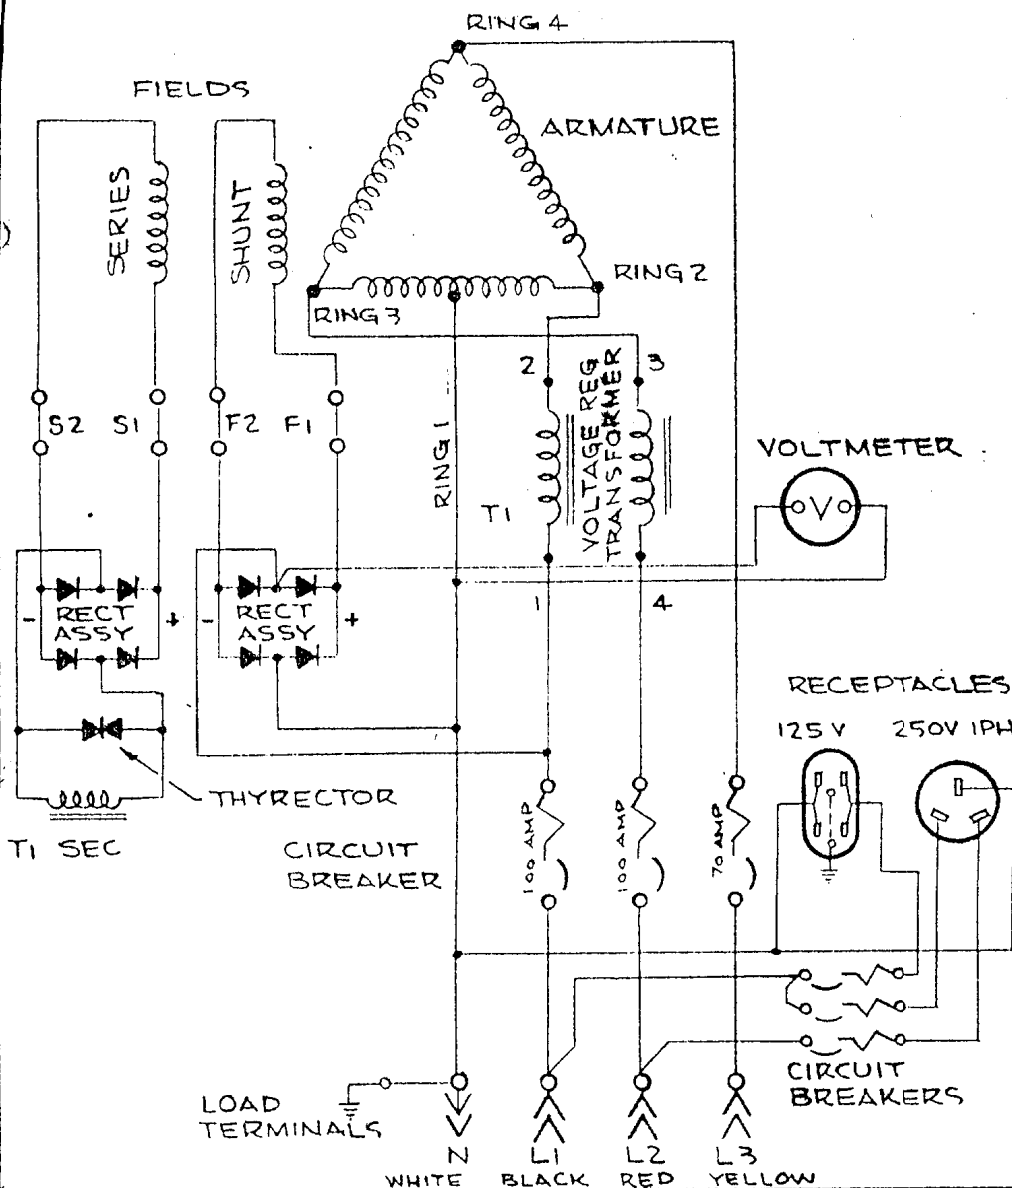 RING 4
FIELDS
ARMATURE
SERIES
SHUNT
RING 2
RING 3
2
3
S2 S1 F2 F1
RING 1
T1
VOLTAGE REG
TRANSFORMER
VOLTMETER
V
- RECT ASSY +
- RECT ASSY +
1
4
RECEPTACLES
125 V
250V 1PH
THYRECTOR
T1 SEC
CIRCUIT
BREAKER
100 AMP
100 AMP
70 AMP
CIRCUIT
BREAKERS
LOAD
TERMINALS
N L1 L2 L3
WHITE BLACK RED YELLOW